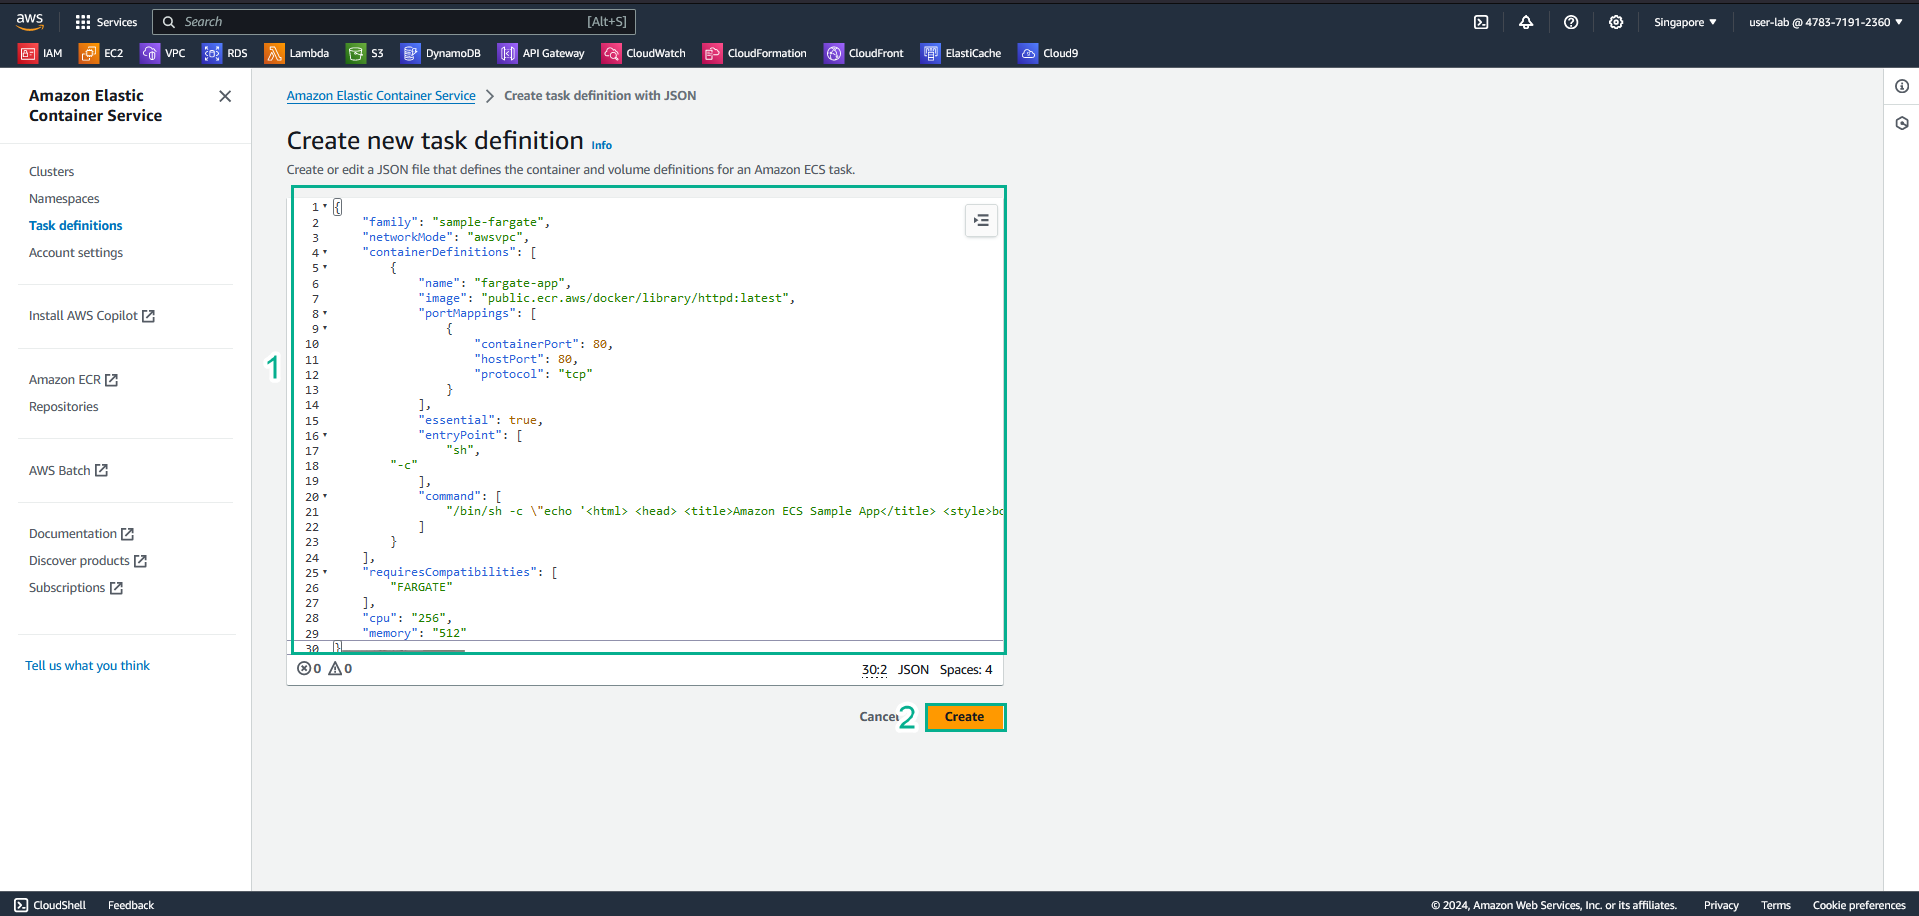 aws Services Search [Alt+S] Singapore ▼ user-lab @ 4783-7191-2360 ▼
IAM EC2 VPC RDS Lambda S3 DynamoDB API Gateway CloudWatch CloudFormation CloudFront ElastiCache Cloud9
Amazon Elastic
Container Service
Clusters
Namespaces
Task definitions
Account settings
Install AWS Copilot
Amazon ECR
Repositories
AWS Batch
Documentation
Discover products
Subscriptions
Tell us what you think
Amazon Elastic Container Service > Create task definition with JSON
Create new task definition Info
Create or edit a JSON file that defines the container and volume definitions for an Amazon ECS task.
1
1 {
2 "family": "sample-fargate",
3 "networkMode": "awsvpc",
4 "containerDefinitions": [
5 {
6 "name": "fargate-app",
7 "image": "public.ecr.aws/docker/library/httpd:latest",
8 "portMappings": [
9 {
10 "containerPort": 80,
11 "hostPort": 80,
12 "protocol": "tcp"
13 }
14 ],
15 "essential": true,
16 "entryPoint": [
17 "sh",
18 "-c"
19 ],
20 "command": [
21 "/bin/sh -c \"echo '<html> <head> <title>Amazon ECS Sample App</title> <style>bo
22 ]
23 }
24 ],
25 "requiresCompatibilities": [
26 "FARGATE"
27 ],
28 "cpu": "256",
29 "memory": "512"
30 }
0 0 30:2 JSON Spaces: 4
Cancel 2 Create
CloudShell Feedback © 2024, Amazon Web Services, Inc. or its affiliates. Privacy Terms Cookie preferences